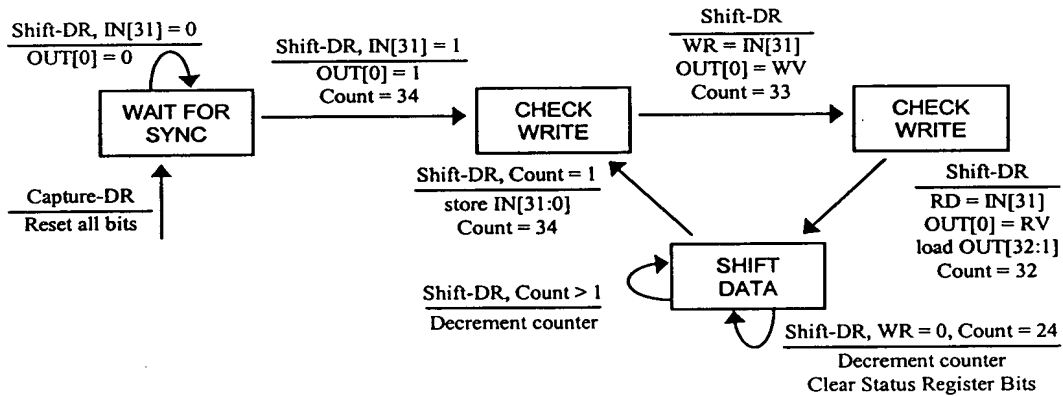 Shift-DR, IN[31] = 0
OUT[0] = 0
Shift-DR, IN[31] = 1
OUT[0] = 1
Count = 34
Shift-DR
WR = IN[31]
OUT[0] = WV
Count = 33
WAIT FOR
SYNC
CHECK
WRITE
CHECK
WRITE
Capture-DR
Reset all bits
Shift-DR, Count = 1
store IN[31:0]
Count = 34
Shift-DR
RD = IN[31]
OUT[0] = RV
load OUT[32:1]
Count = 32
SHIFT
DATA
Shift-DR, Count > 1
Decrement counter
Shift-DR, WR = 0, Count = 24
Decrement counter
Clear Status Register Bits